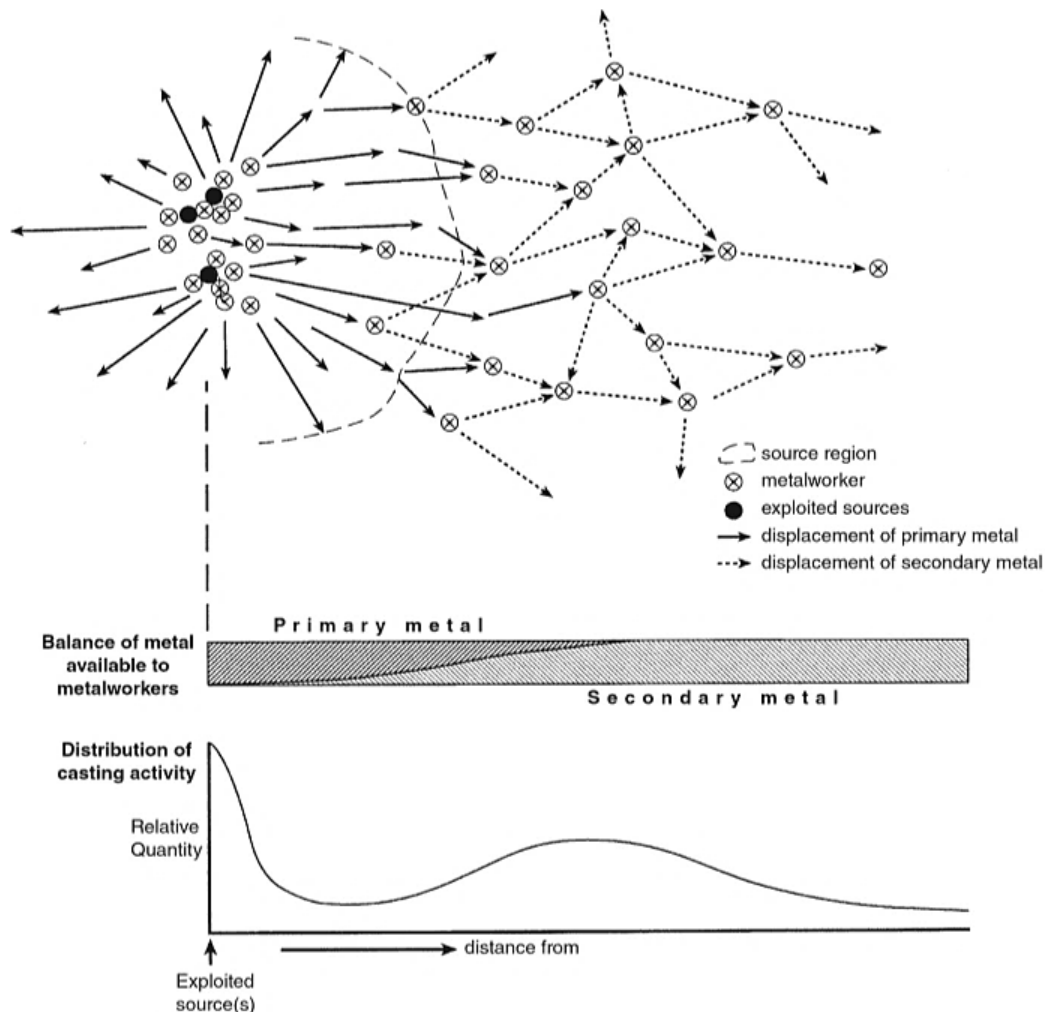 source region
metalworker
exploited sources
displacement of primary metal
displacement of secondary metal
Primary metal
Balance of metal
available to
metalworkers
Secondary metal
Distribution of
casting activity
Relative
Quantity
distance from
Exploited
source(s)